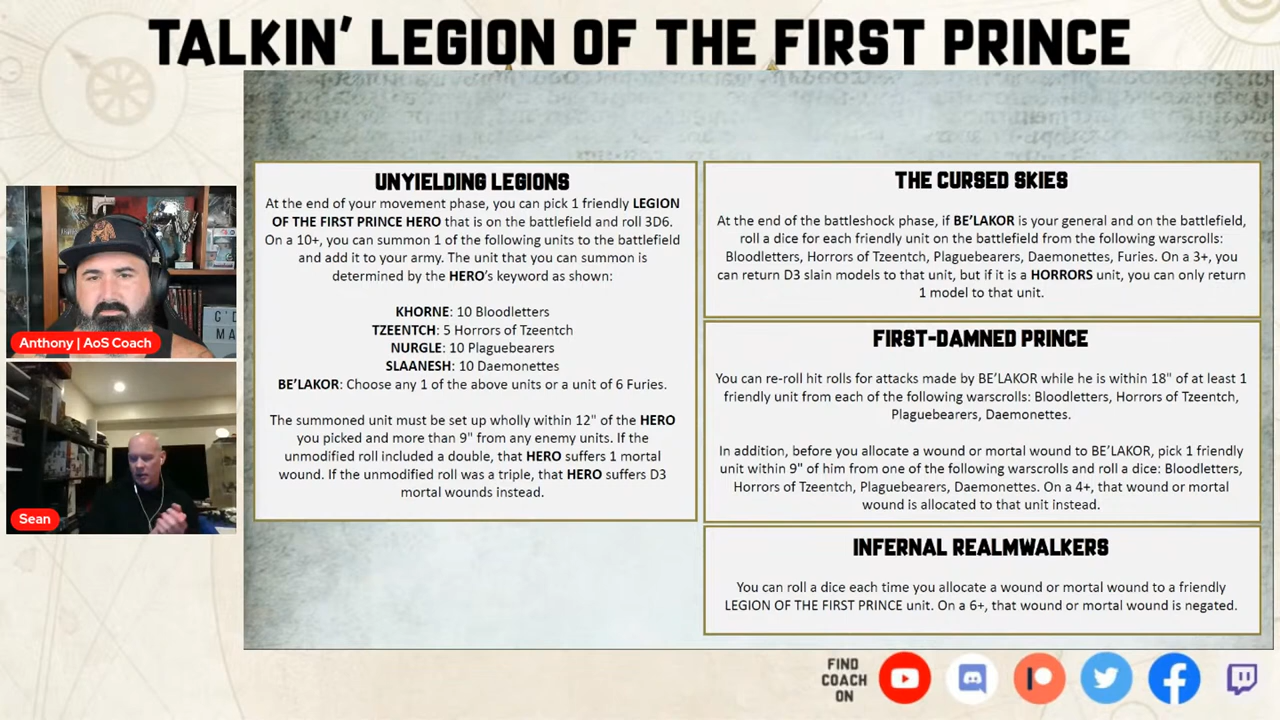 TALKIN' LEGION OF THE FIRST PRINCE
UNYIELDING LEGIONS
At the end of your movement phase, you can pick 1 friendly LEGION
OF THE FIRST PRINCE HERO that is on the battlefield and roll 3D6.
On a 10+, you can summon 1 of the following units to the battlefield
and add it to your army. The unit that you can summon is
determined by the HERO's keyword as shown:
KHORNE: 10 Bloodletters
TZEENTCH: 5 Horrors of Tzeentch
NURGLE: 10 Plaguebearers
SLAANESH: 10 Daemonettes
BE'LAKOR: Choose any 1 of the above units or a unit of 6 Furies.
The summoned unit must be set up wholly within 12" of the HERO
you picked and more than 9" from any enemy units. If the
unmodified roll included a double, that HERO suffers 1 mortal
wound. If the unmodified roll was a triple, that HERO suffers D3
mortal wounds instead.
THE CURSED SKIES
At the end of the battleshock phase, if BE'LAKOR is your general and on the battlefield,
roll a dice for each friendly unit on the battlefield from the following warscrolls:
Bloodletters, Horrors of Tzeentch, Plaguebearers, Daemonettes, Furies. On a 3+, you
can return D3 slain models to that unit, but if it is a HORRORS unit, you can only return
1 model to that unit.
FIRST-DAMNED PRINCE
You can re-roll hit rolls for attacks made by BE'LAKOR while he is within 18" of at least 1
friendly unit from each of the following warscrolls: Bloodletters, Horrors of Tzeentch,
Plaguebearers, Daemonettes.
In addition, before you allocate a wound or mortal wound to BE'LAKOR, pick 1 friendly
unit within 9" of him from one of the following warscrolls and roll a dice: Bloodletters,
Horrors of Tzeentch, Plaguebearers, Daemonettes. On a 4+, that wound or mortal
wound is allocated to that unit instead.
INFERNAL REALMWALKERS
You can roll a dice each time you allocate a wound or mortal wound to a friendly
LEGION OF THE FIRST PRINCE unit. On a 6+, that wound or mortal wound is negated.
Anthony | AoS Coach
Sean
FIND
COACH
ON